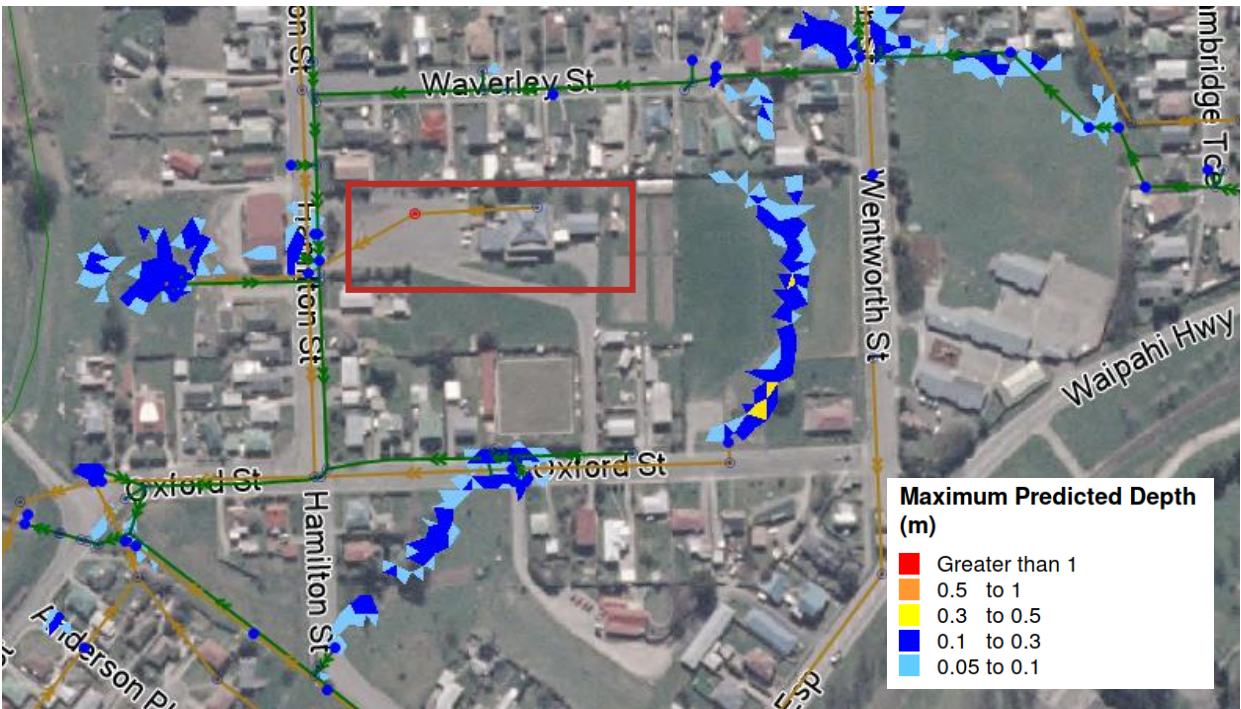 Waverley St
Hamilton St
Wentworth St
Waipahi Hwy
Oxford St
Oxford St
Hamilton St
Anderson Pl
Esp
Maximum Predicted Depth
(m)
Greater than 1
0.5 to 1
0.3 to 0.5
0.1 to 0.3
0.05 to 0.1